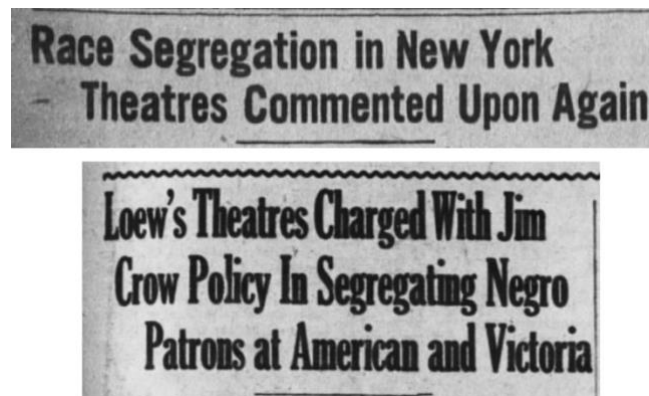 Race Segregation in New York
Theatres Commented Upon Again
Loew's Theatres Charged With Jim
Crow Policy In Segregating Negro
Patrons at American and Victoria